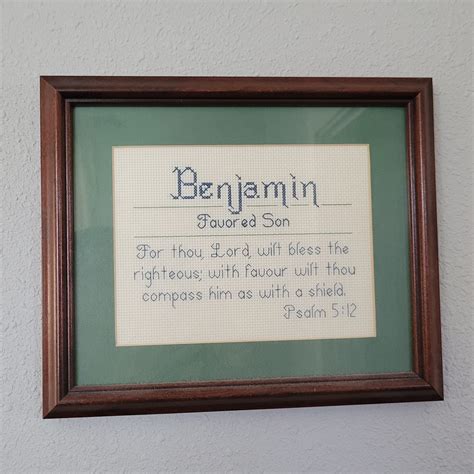 Benjamin
Favored Son
For thou, Lord, wilt bless the
righteous; with favour wilt thou
compass him as with a shield.
Psalm 5:12